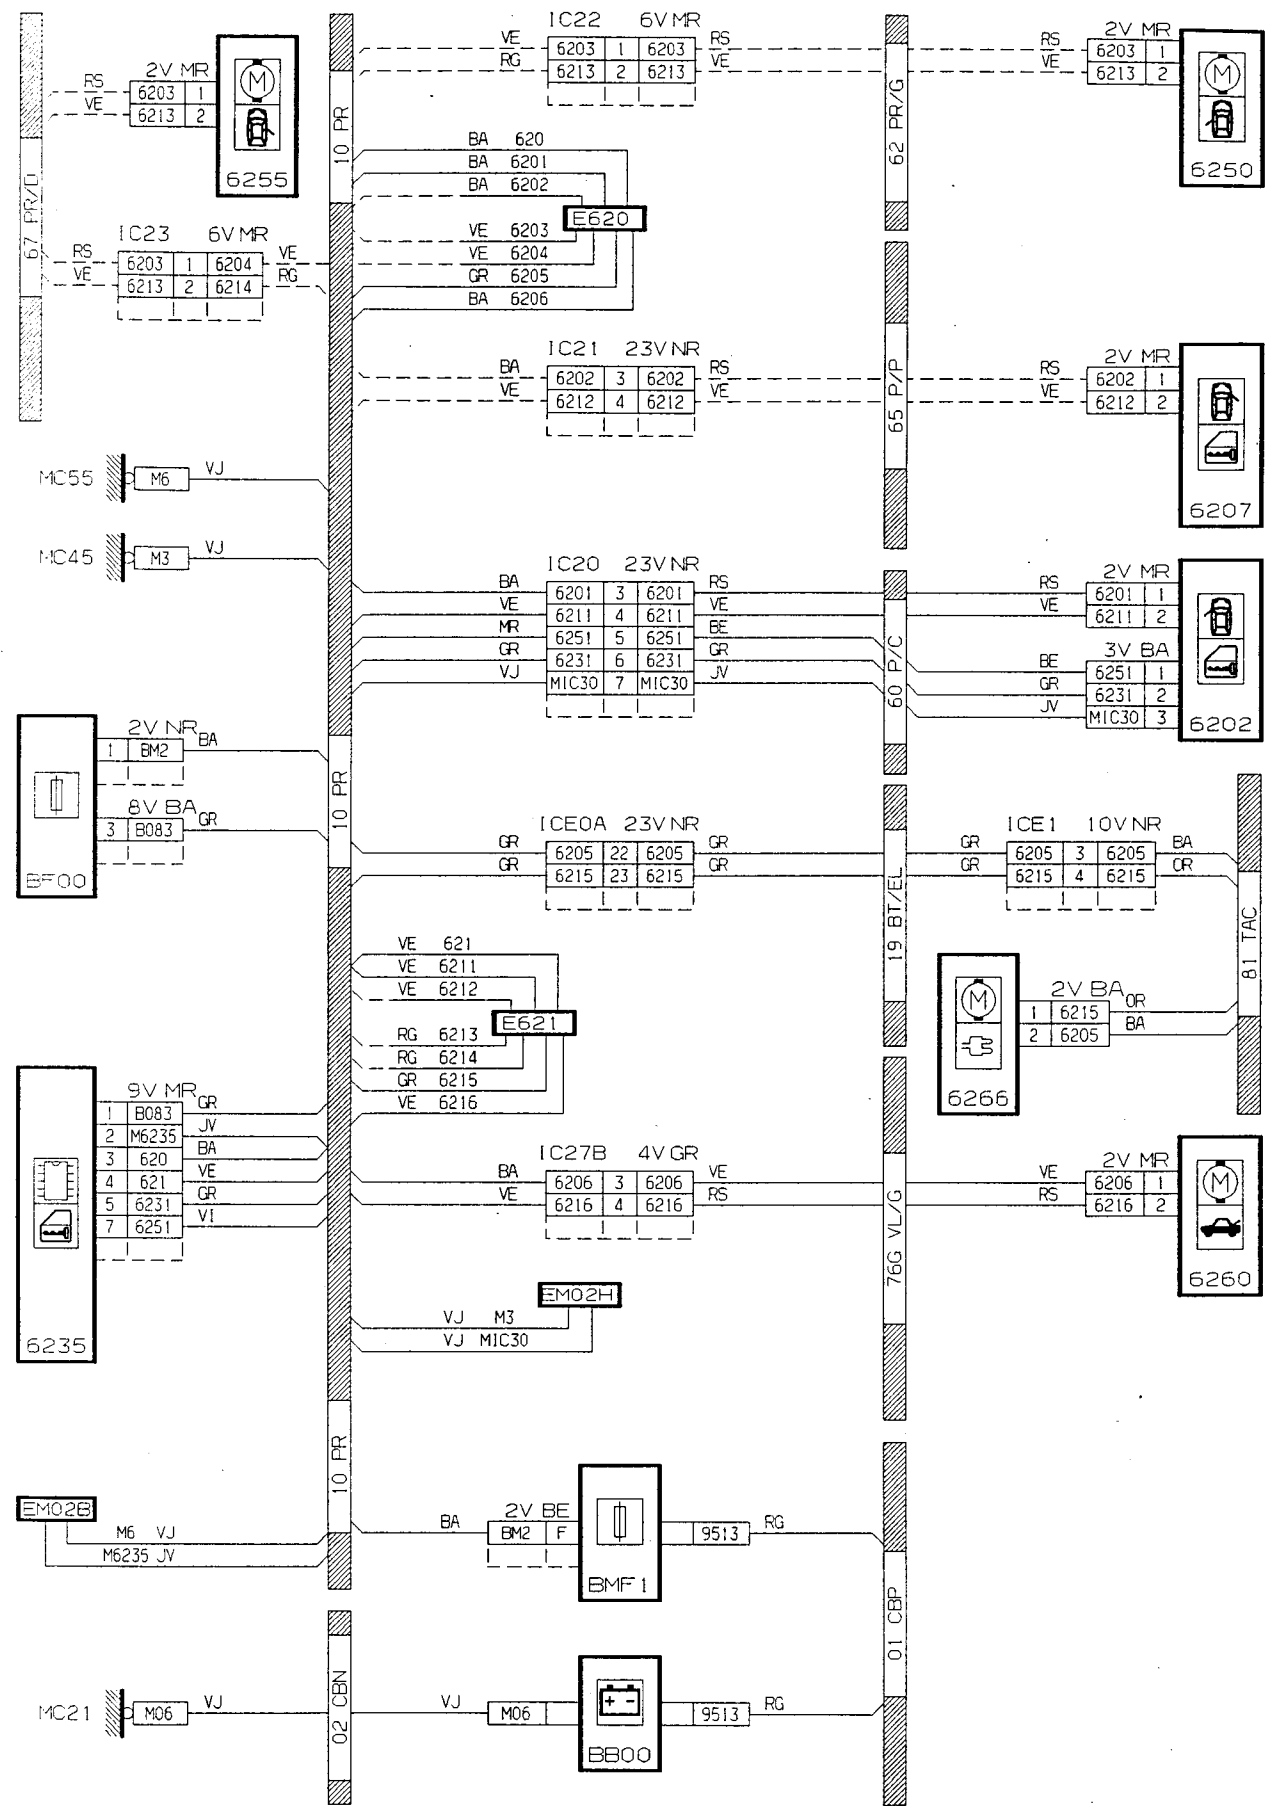 67 PR/D
RS
VE
2V MR
6203 1
6213 2
M
6255
RS
VE
IC23 6V MR
6203 1 6204
6213 2 6214
VE
RG
10 PR
VE
RG
IC22 6V MR
6203 1 6203
6213 2 6213
RS
VE
62 PR/G
RS
VE
2V MR
6203 1
6213 2
M
6250
BA 620
BA 6201
BA 6202
E620
VE 6203
VE 6204
GR 6205
BA 6206
BA
VE
IC21 23V NR
6202 3 6202
6212 4 6212
RS
VE
65 P/P
RS
VE
2V MR
6202 1
6212 2
6207
MC55 M6 VJ
MC45 M3 VJ
BA
VE
MR
GR
VJ
IC20 23V NR
6201 3 6201
6211 4 6211
6251 5 6251
6231 6 6231
MIC30 7 MIC30
RS
VE
BE
GR
JV
60 P/C
RS
VE
2V MR
6201 1
6211 2
BE
GR
JV
3V BA
6251 1
6231 2
MIC30 3
6202
2V NR
1 BM2
BA
8V BA
3 B083
GR
BF00
10 PR
GR
GR
ICE0A 23V NR
6205 22 6205
6215 23 6215
GR
GR
19 BT/EL
GR
GR
ICE1 10V NR
6205 3 6205
6215 4 6215
BA
OR
81 TAC
M
6266
2V BA
1 6215
2 6205
OR
BA
VE 621
VE 6211
VE 6212
E621
RG 6213
RG 6214
GR 6215
VE 6216
9V MR
1 B083 GR
2 M6235 JV
3 620 BA
4 621 VE
5 6231 GR
7 6251 VI
6235
BA
VE
IC27B 4V GR
6206 3 6206
6216 4 6216
VE
RS
76G VL/G
VE
RS
2V MR
6206 1
6216 2
M
6260
EM02H
VJ M3
VJ MIC30
10 PR
EM02B
M6 VJ
M6235 JV
BA
2V BE
BM2 F
BMF1
9513
RG
01 CBP
MC21 M06 VJ
02 CBN
VJ
M06
+ -
BB00
9513
RG